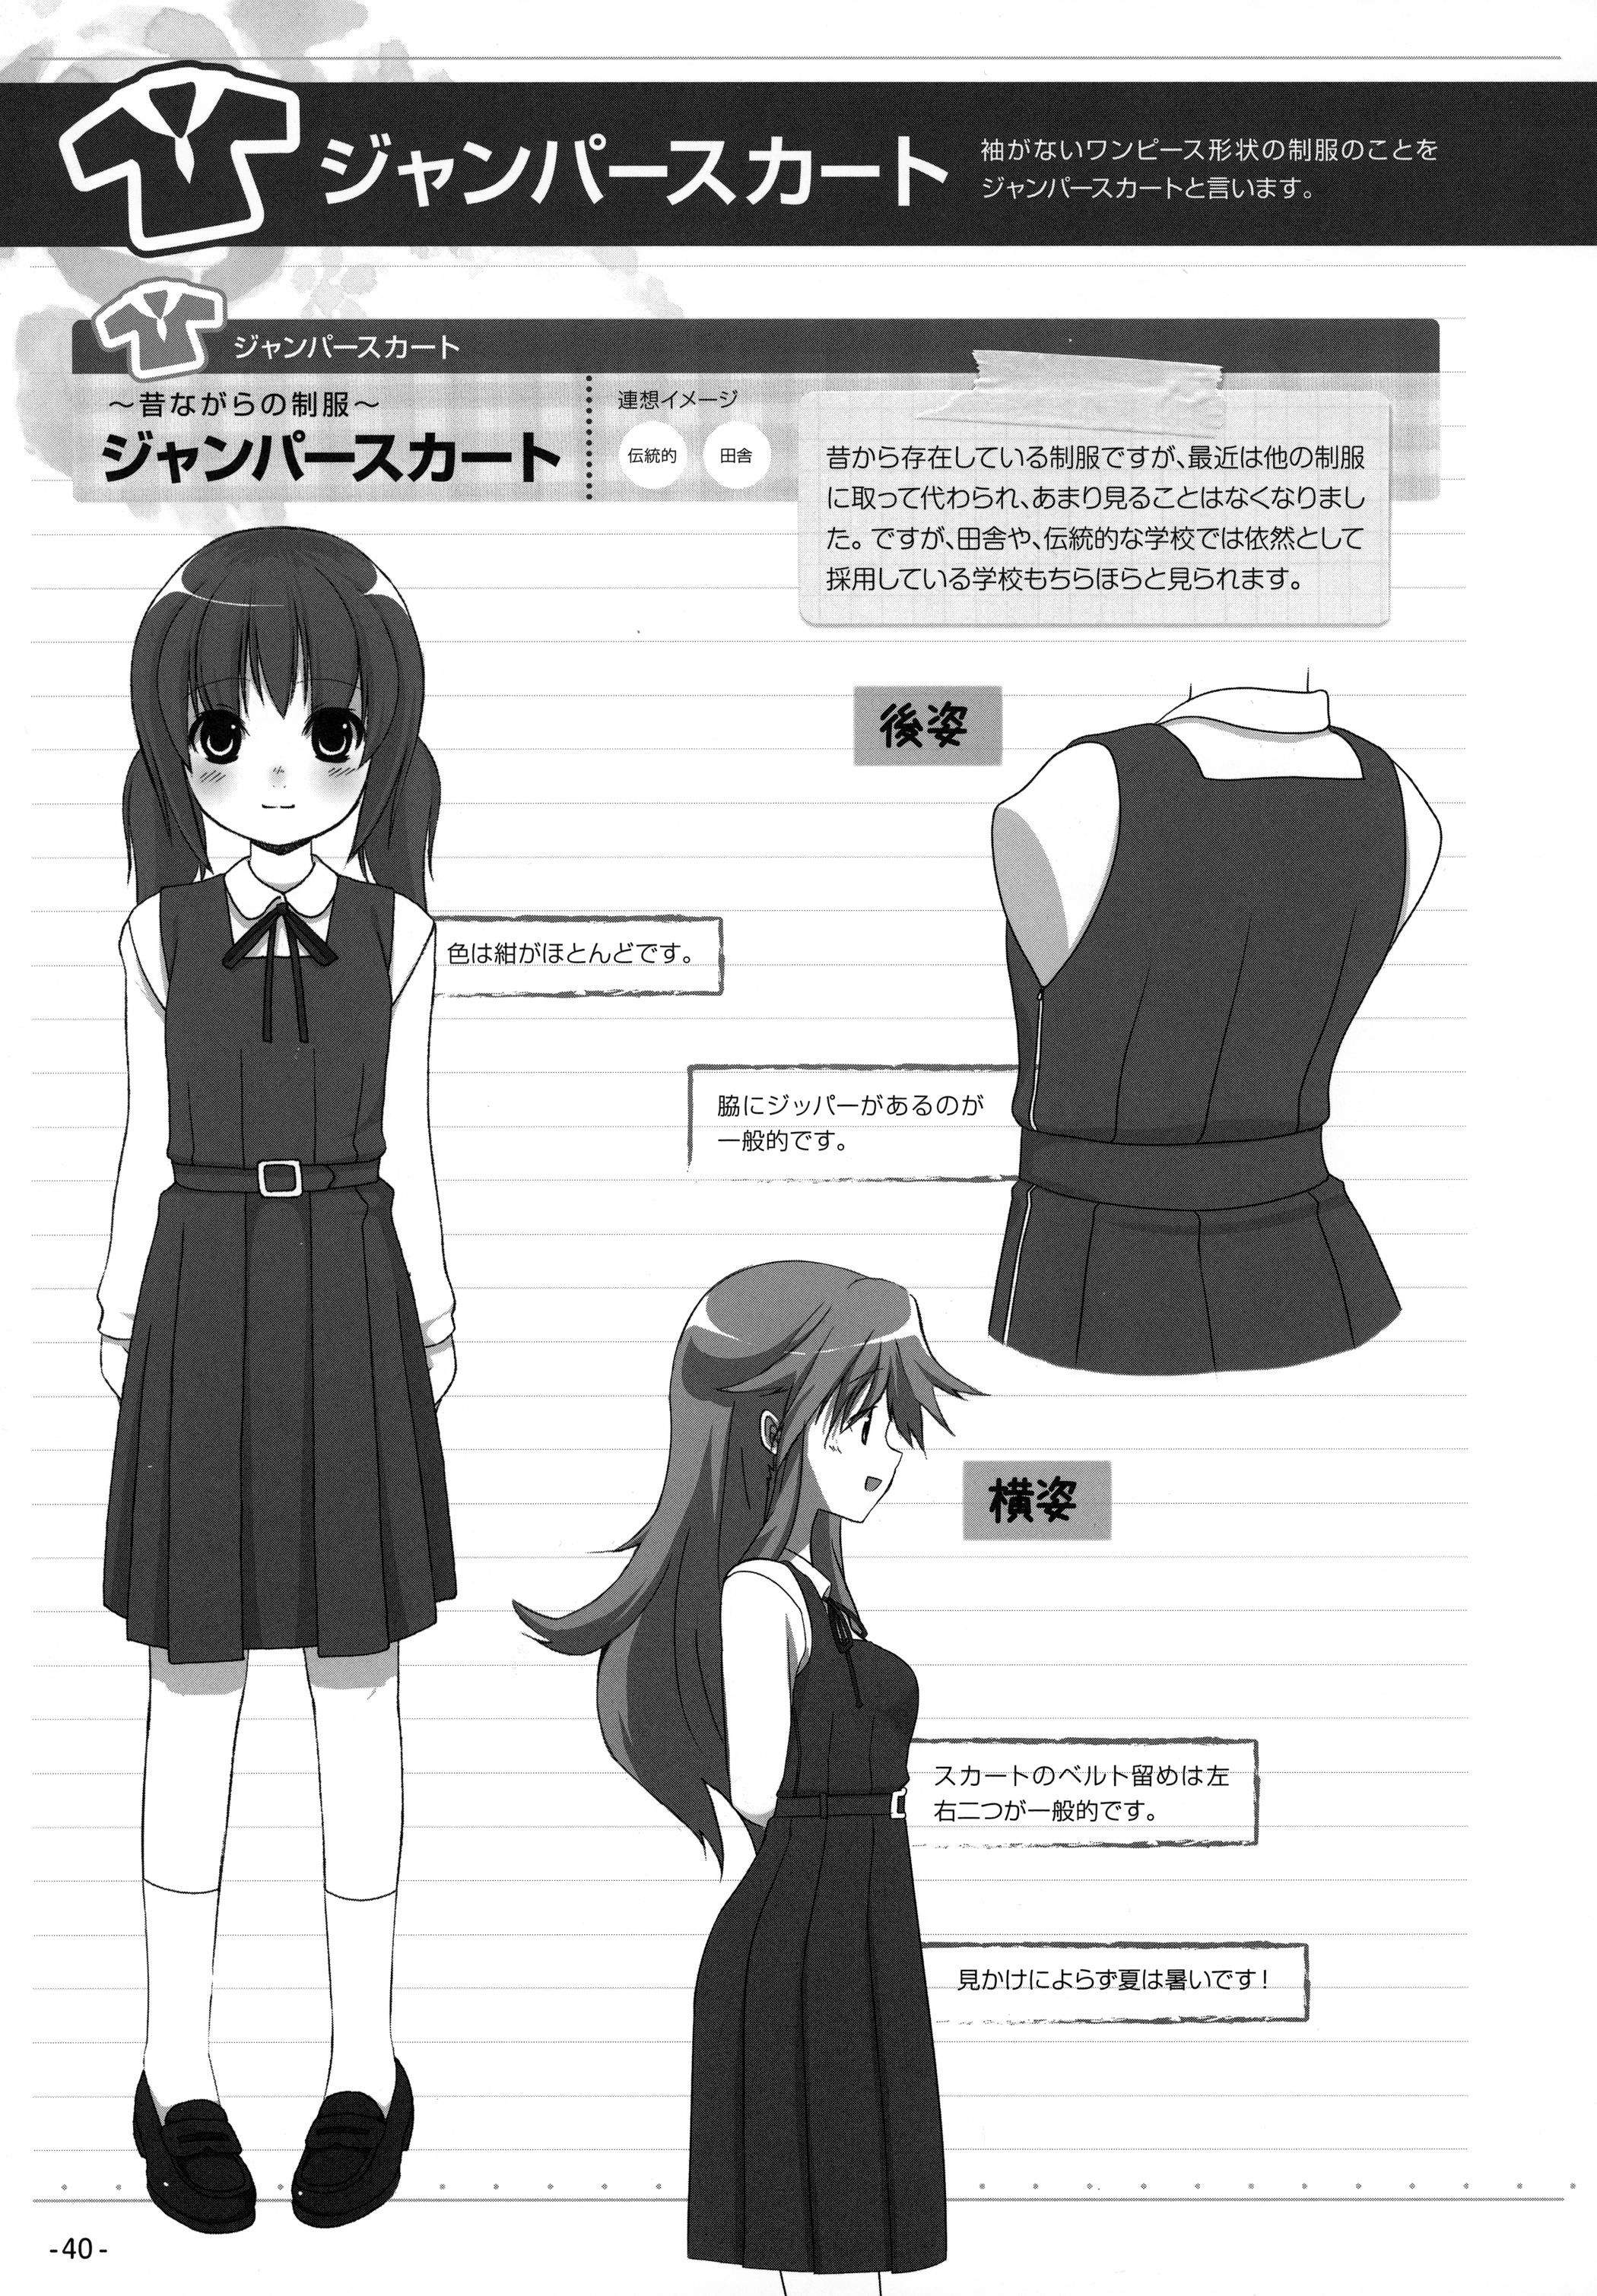 ジャンパースカート
袖がないワンピース形状の制服のことを
ジャンパースカートと言います。
ジャンパースカート
～昔ながらの制服～
ジャンパースカート
連想イメージ
伝統的
田舎
昔から存在している制服ですが、最近は他の制服
に取って代わられ、あまり見ることはなくなりまし
た。ですが、田舎や、伝統的な学校では依然として
採用している学校もちらほらと見られます。
後姿
色は紺がほとんどです。
脇にジッパーがあるのが
一般的です。
横姿
スカートのベルト留めは左
右二つが一般的です。
見かけによらず夏は暑いです！
-40-